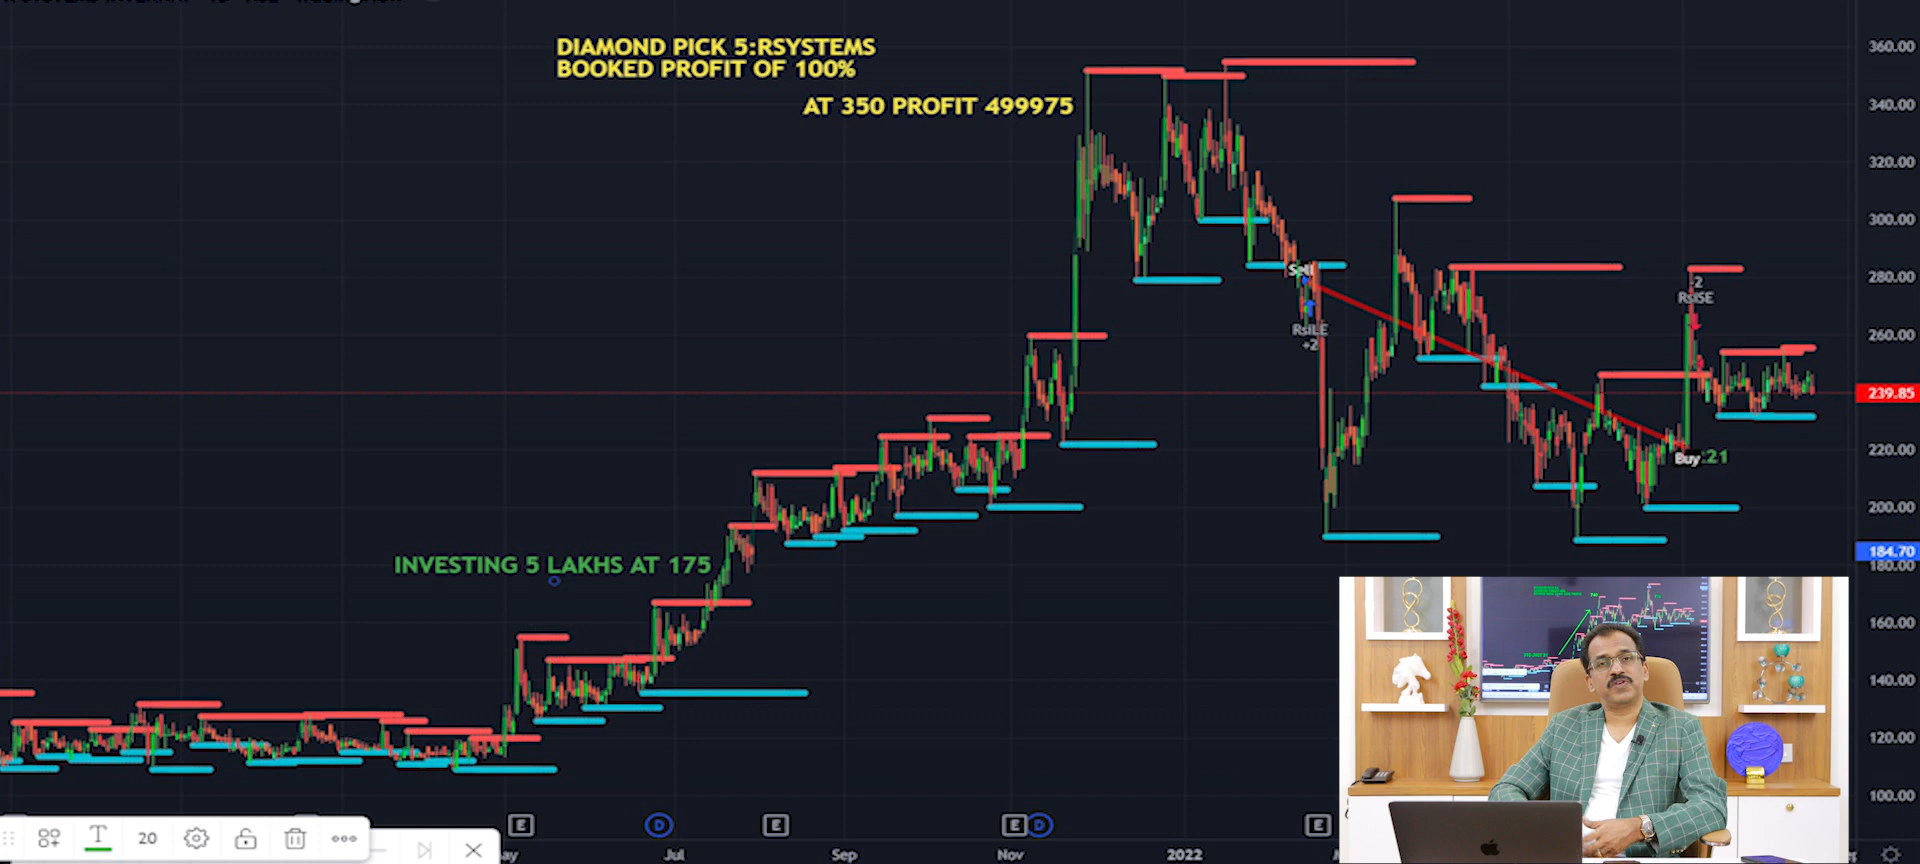 DIAMOND PICK 5:RSYSTEMS
BOOKED PROFIT OF 100%
AT 350 PROFIT 499975
INVESTING 5 LAKHS AT 175
Sell
RsiLE
+2
-2
RsiSE
Buy
21
360.00
340.00
320.00
300.00
280.00
260.00
239.85
220.00
200.00
184.70
180.00
160.00
140.00
120.00
100.00
E
D
E
E
D
E
20
Jul
Sep
Nov
2022